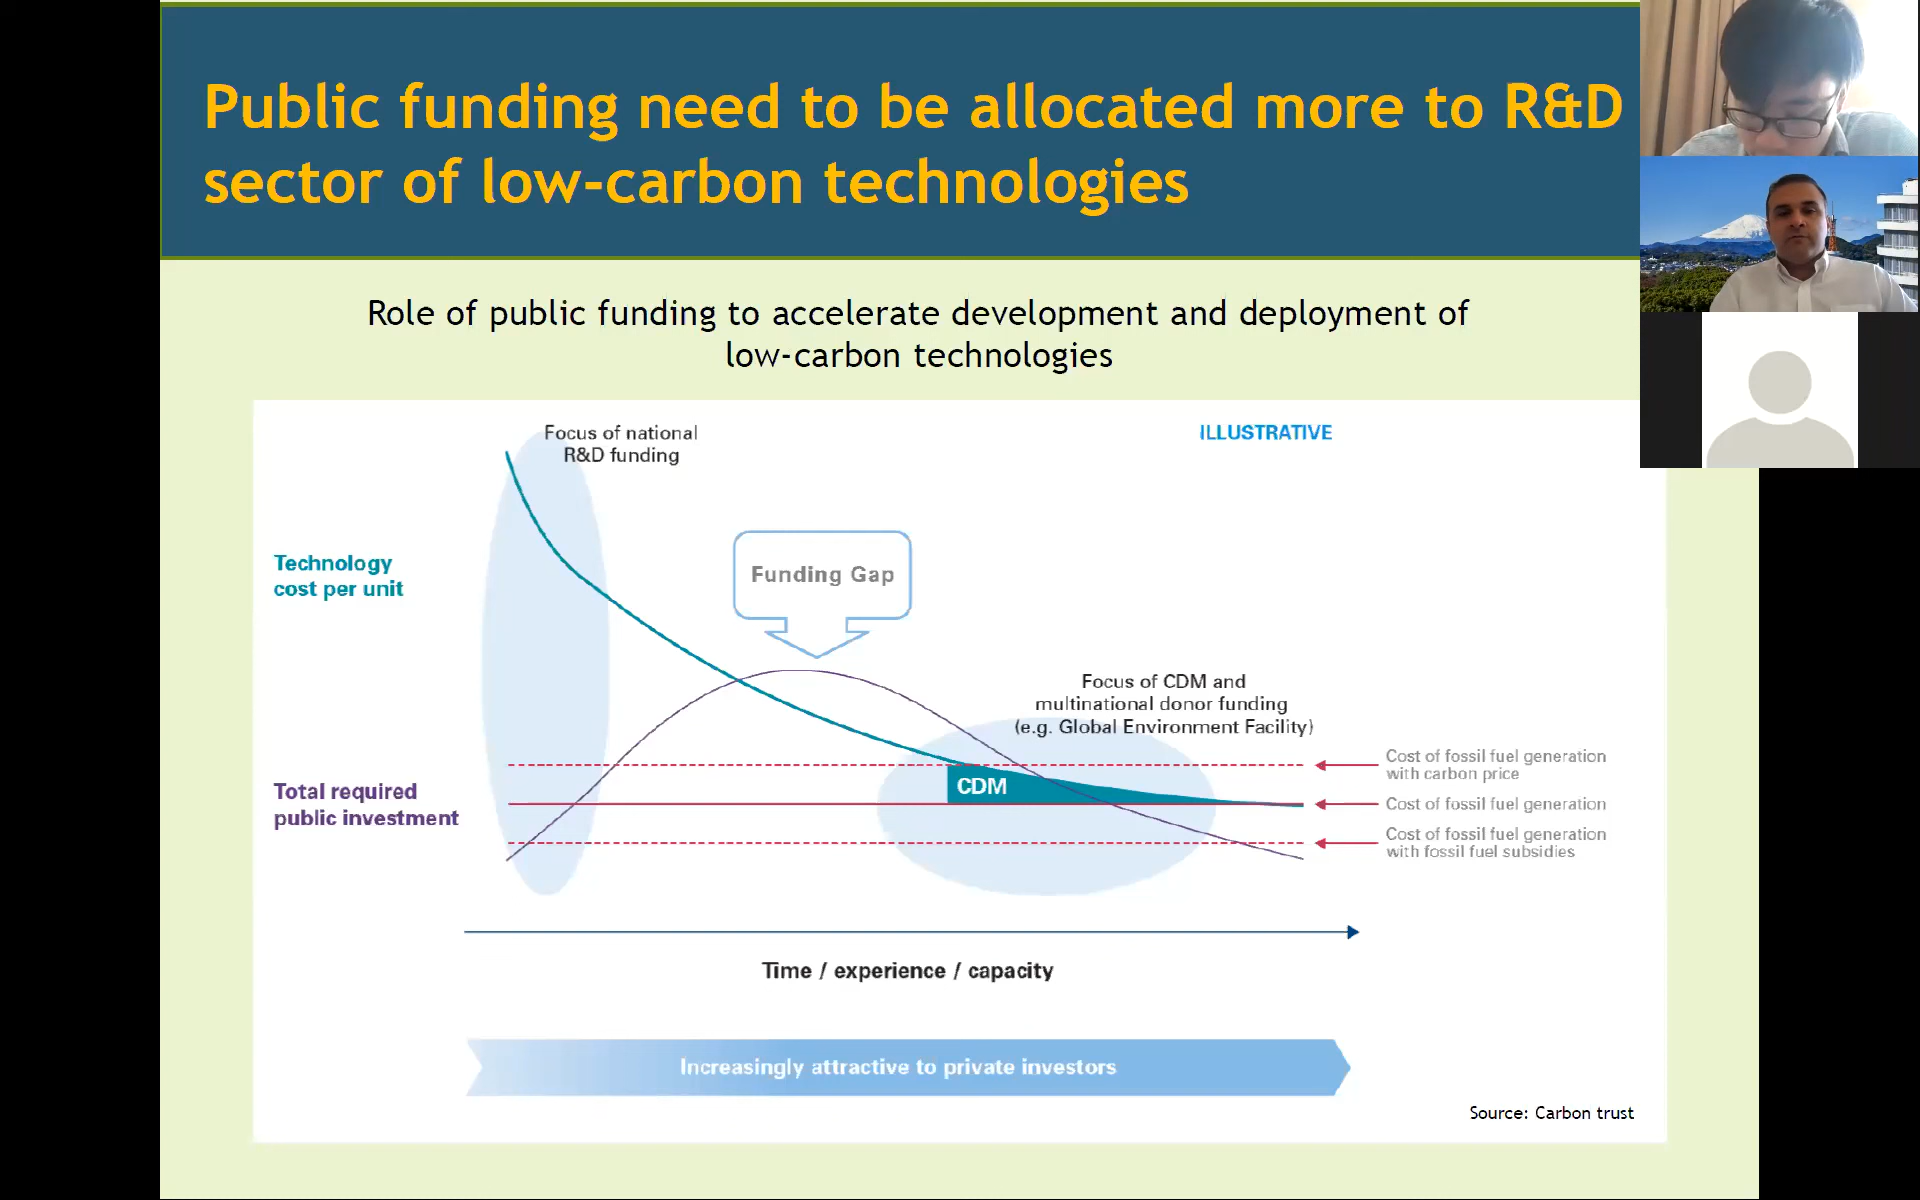 Public funding need to be allocated more to R&D
sector of low-carbon technologies
Role of public funding to accelerate development and deployment of
low-carbon technologies
Focus of national
R&D funding
ILLUSTRATIVE
Technology
cost per unit
Funding Gap
Focus of CDM and
multinational donor funding
(e.g. Global Environment Facility)
Cost of fossil fuel generation
with carbon price
CDM
Total required
public investment
Cost of fossil fuel generation
Cost of fossil fuel generation
with fossil fuel subsidies
Time / experience / capacity
Increasingly attractive to private investors
Source: Carbon trust